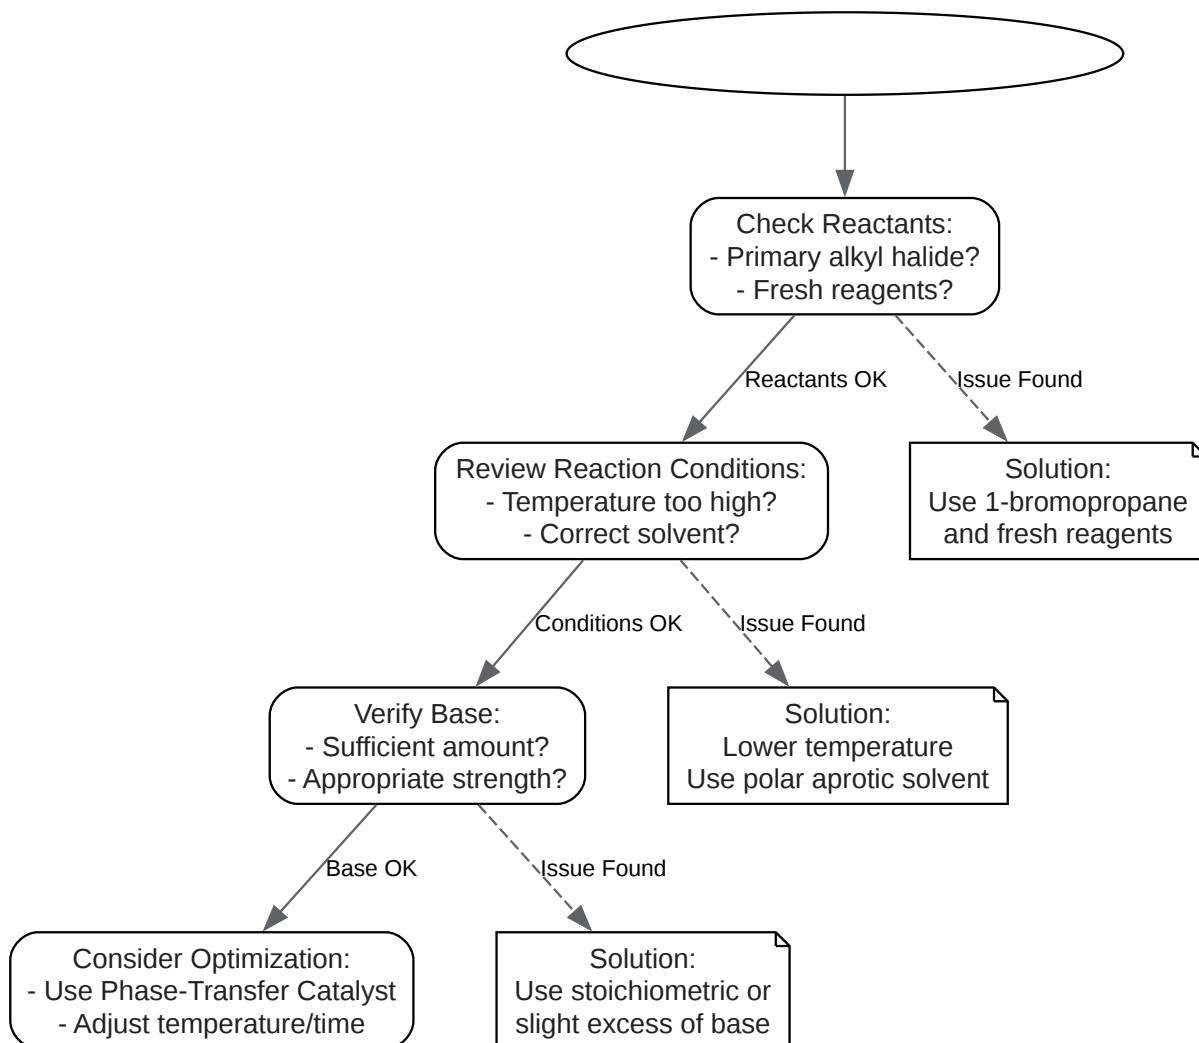 Check Reactants:
- Primary alkyl halide?
- Fresh reagents?
Reactants OK
Issue Found
Review Reaction Conditions:
- Temperature too high?
- Correct solvent?
Solution:
Use 1-bromopropane
and fresh reagents
Conditions OK
Issue Found
Verify Base:
- Sufficient amount?
- Appropriate strength?
Solution:
Lower temperature
Use polar aprotic solvent
Base OK
Issue Found
Consider Optimization:
- Use Phase-Transfer Catalyst
- Adjust temperature/time
Solution:
Use stoichiometric or
slight excess of base